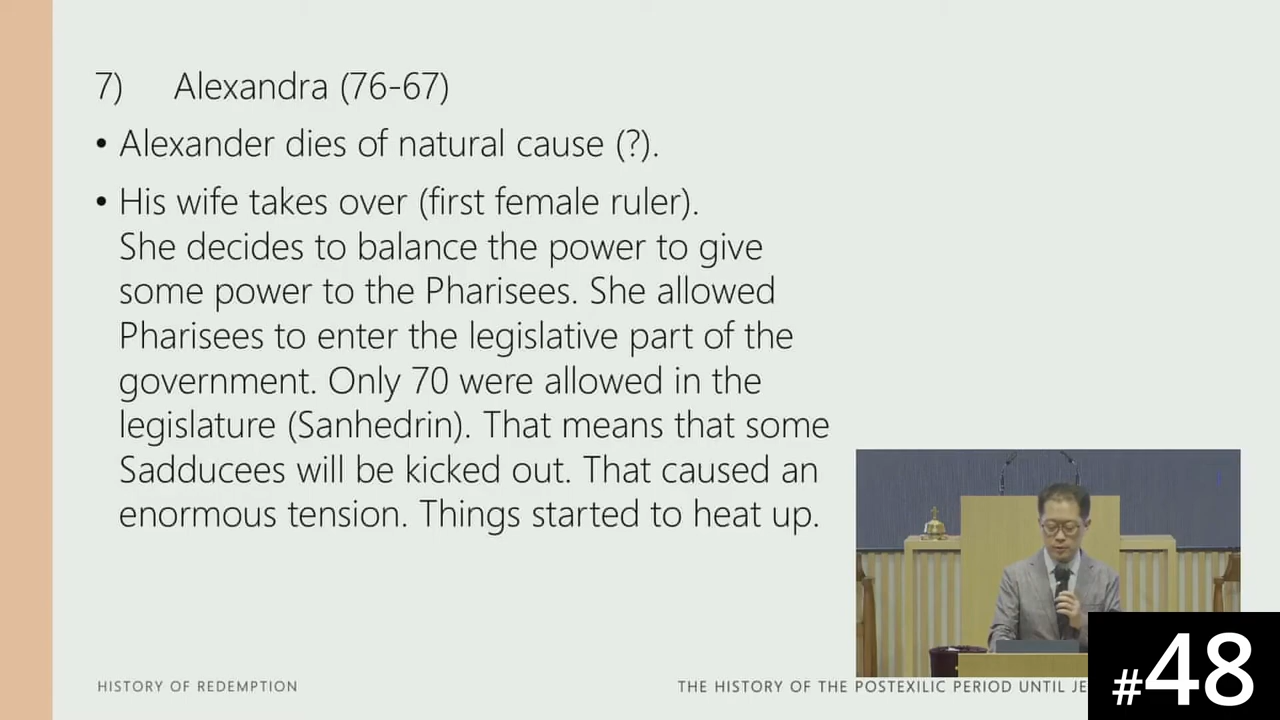 7) Alexandra (76-67)
• Alexander dies of natural cause (?).
• His wife takes over (first female ruler).
She decides to balance the power to give
some power to the Pharisees. She allowed
Pharisees to enter the legislative part of the
government. Only 70 were allowed in the
legislature (Sanhedrin). That means that some
Sadducees will be kicked out. That caused an
enormous tension. Things started to heat up.
HISTORY OF REDEMPTION
THE HISTORY OF THE POSTEXILIC PERIOD UNTIL
#48